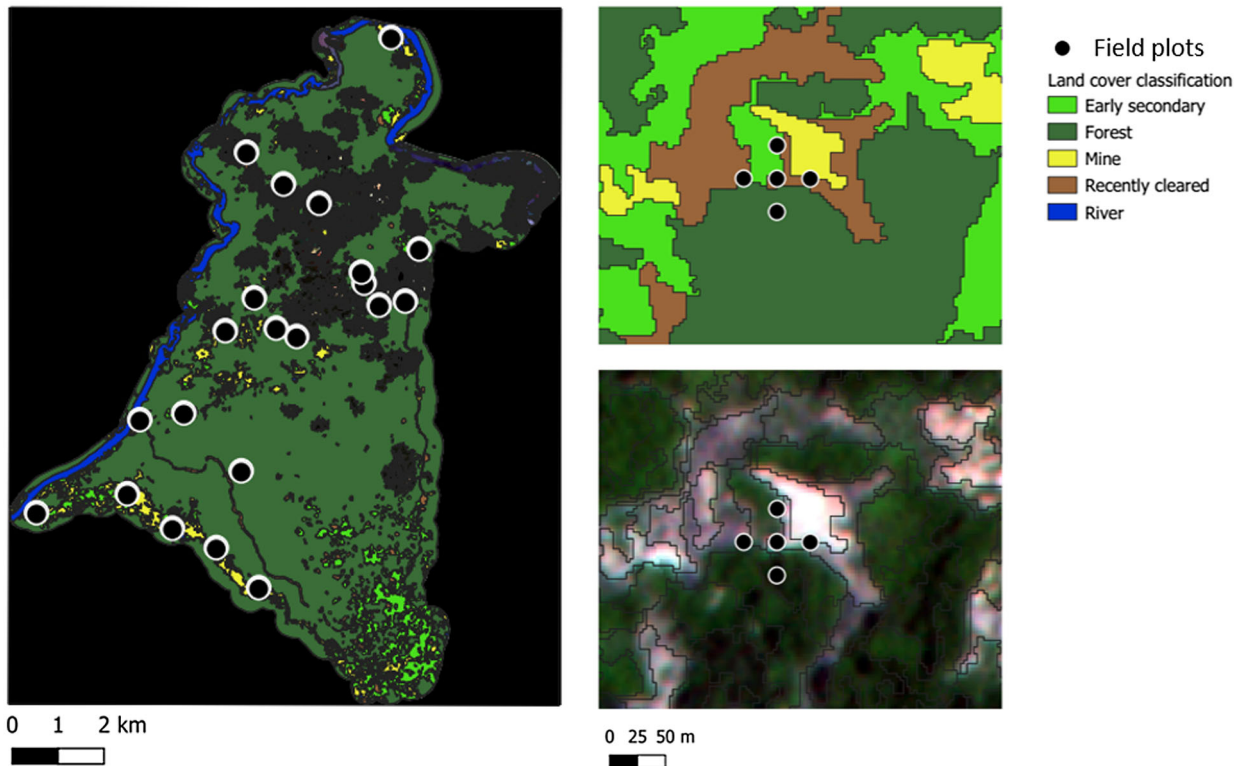 Field plots
Land cover classification
Early secondary
Forest
Mine
Recently cleared
River
0 1 2 km
0 25 50 m